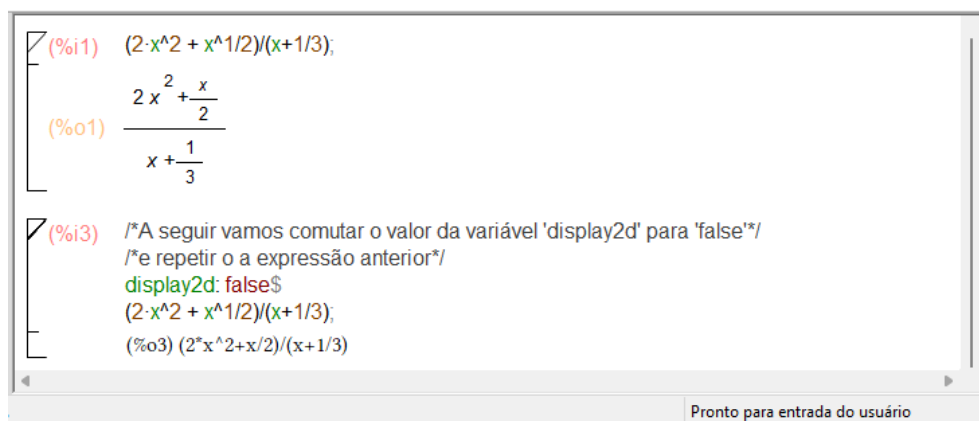 (%i1) (2·x^2 + x^1/2)/(x+1/3);
(%o1) (2 x^2 + x/2)/(x + 1/3)
(%i3) /*A seguir vamos comutar o valor da variável 'display2d' para 'false'*/
/*e repetir o a expressão anterior*/
display2d: false$
(2·x^2 + x^1/2)/(x+1/3);
(%o3) (2*x^2+x/2)/(x+1/3)
Pronto para entrada do usuário